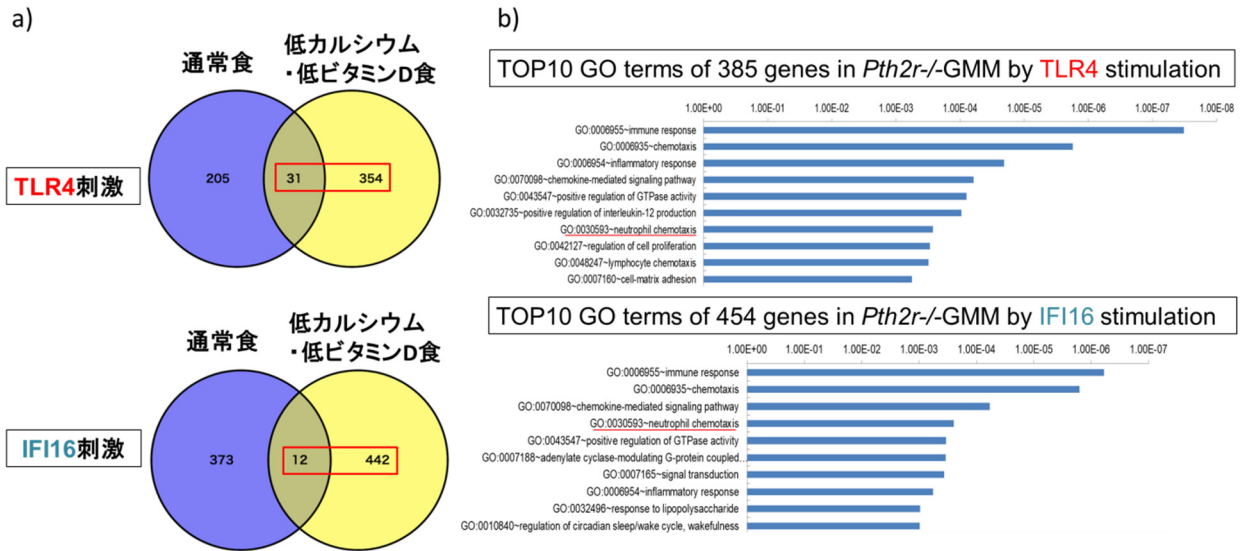 a)
通常食
低カルシウム
・低ビタミンD食
TLR4刺激
205
31
354
通常食
低カルシウム
・低ビタミンD食
IFI16刺激
373
12
442
b)
TOP10 GO terms of 385 genes in Pth2r-/-GMM by TLR4 stimulation
1.00E+00 1.00E-01 1.00E-02 1.00E-03 1.00E-04 1.00E-05 1.00E-06 1.00E-07 1.00E-08
GO:0006955~immune response
GO:0006935~chemotaxis
GO:0006954~inflammatory response
GO:0070098~chemokine-mediated signaling pathway
GO:0043547~positive regulation of GTPase activity
GO:0032735~positive regulation of interleukin-12 production
GO:0030593~neutrophil chemotaxis
GO:0042127~regulation of cell proliferation
GO:0048247~lymphocyte chemotaxis
GO:0007160~cell-matrix adhesion
TOP10 GO terms of 454 genes in Pth2r-/-GMM by IFI16 stimulation
1.00E+00 1.00E-01 1.00E-02 1.00E-03 1.00E-04 1.00E-05 1.00E-06 1.00E-07
GO:0006955~immune response
GO:0006935~chemotaxis
GO:0070098~chemokine-mediated signaling pathway
GO:0030593~neutrophil chemotaxis
GO:0043547~positive regulation of GTPase activity
GO:0007188~adenylate cyclase-modulating G-protein coupled...
GO:0007165~signal transduction
GO:0006954~inflammatory response
GO:0032496~response to lipopolysaccharide
GO:0010840~regulation of circadian sleep/wake cycle, wakefulness